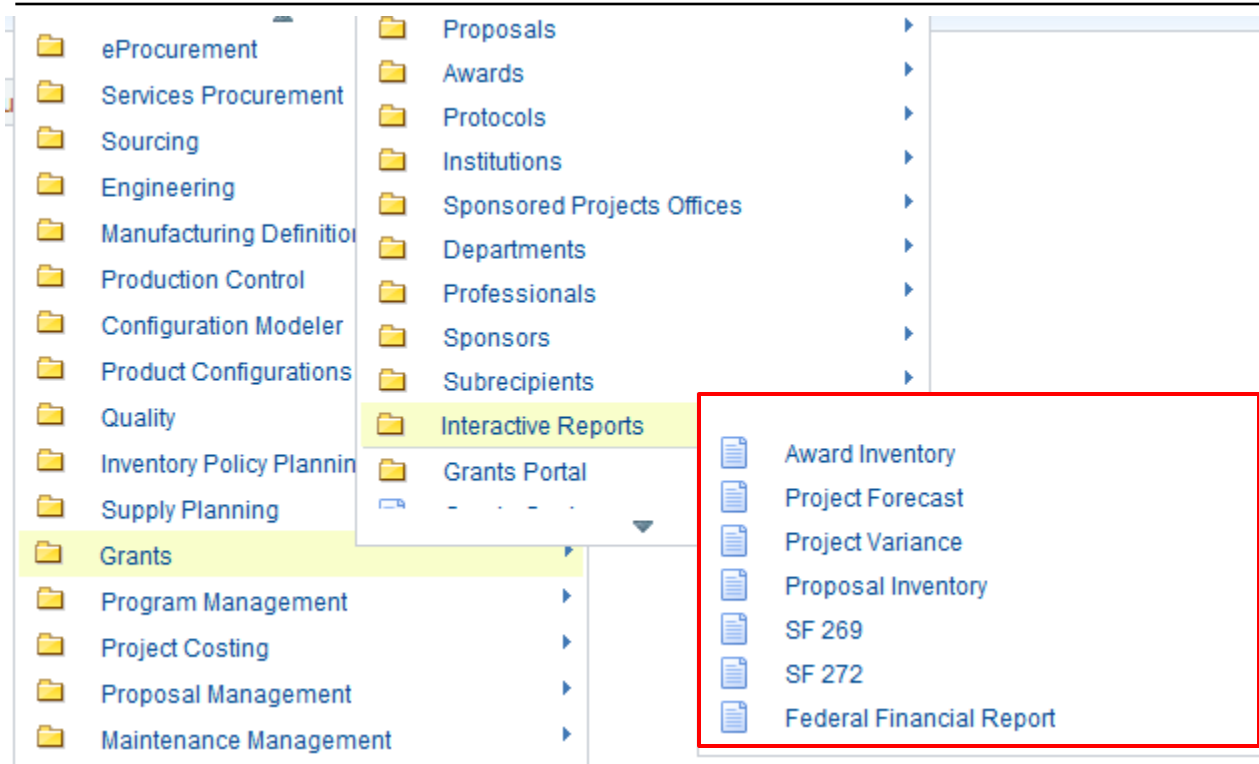 eProcurement
Services Procurement
Sourcing
Engineering
Manufacturing Definition
Production Control
Configuration Modeler
Product Configurations
Quality
Inventory Policy Plannin
Supply Planning
Grants
Program Management
Project Costing
Proposal Management
Maintenance Management
Proposals
Awards
Protocols
Institutions
Sponsored Projects Offices
Departments
Professionals
Sponsors
Subrecipients
Interactive Reports
Grants Portal
Award Inventory
Project Forecast
Project Variance
Proposal Inventory
SF 269
SF 272
Federal Financial Report